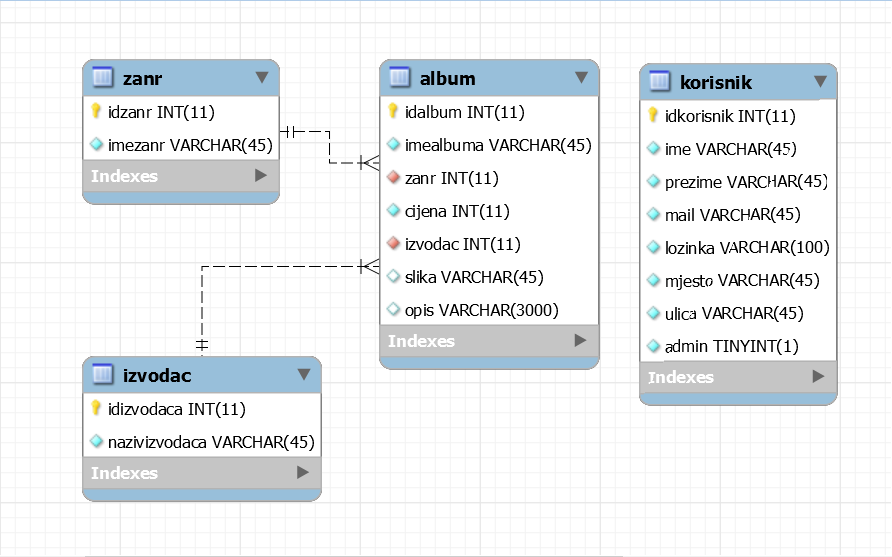 zanr
idzanr INT(11)
imezanr VARCHAR(45)
Indexes
album
idalbum INT(11)
imealbuma VARCHAR(45)
zanr INT(11)
cijena INT(11)
izvodac INT(11)
slika VARCHAR(45)
opis VARCHAR(3000)
Indexes
korisnik
idkorisnik INT(11)
ime VARCHAR(45)
prezime VARCHAR(45)
mail VARCHAR(45)
lozinka VARCHAR(100)
mjesto VARCHAR(45)
ulica VARCHAR(45)
admin TINYINT(1)
Indexes
izvodac
idizvodaca INT(11)
nazivizvodaca VARCHAR(45)
Indexes